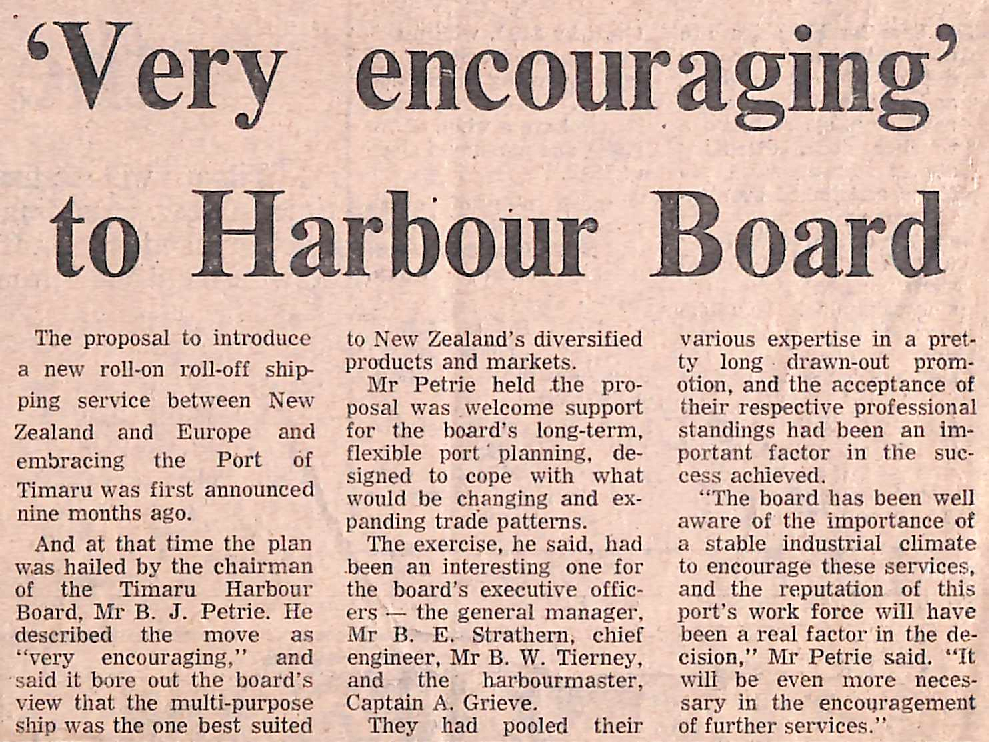 ‘Very encouraging’
to Harbour Board
The proposal to introduce
a new roll-on roll-off ship-
ping service between New
Zealand and Europe and
embracing the Port of
Timaru was first announced
nine months ago.
And at that time the plan
was hailed by the chairman
of the Timaru Harbour
Board, Mr B. J. Petrie. He
described the move as
“very encouraging,” and
said it bore out the board’s
view that the multi-purpose
ship was the one best suited
to New Zealand’s diversified
products and markets.
Mr Petrie held the pro-
posal was welcome support
for the board’s long-term,
flexible port planning, de-
signed to cope with what
would be changing and ex-
panding trade patterns.
The exercise, he said, had
been an interesting one for
the board’s executive offic-
ers — the general manager,
Mr B. E. Strathern, chief
engineer, Mr B. W. Tierney,
and the harbourmaster,
Captain A. Grieve.
They had pooled their
various expertise in a pret-
ty long drawn-out prom-
otion, and the acceptance of
their respective professional
standings had been an im-
portant factor in the suc-
cess achieved.
“The board has been well
aware of the importance of
a stable industrial climate
to encourage these services,
and the reputation of this
port’s work force will have
been a real factor in the de-
cision,” Mr Petrie said. “It
will be even more neces-
sary in the encouragement
of further services.”